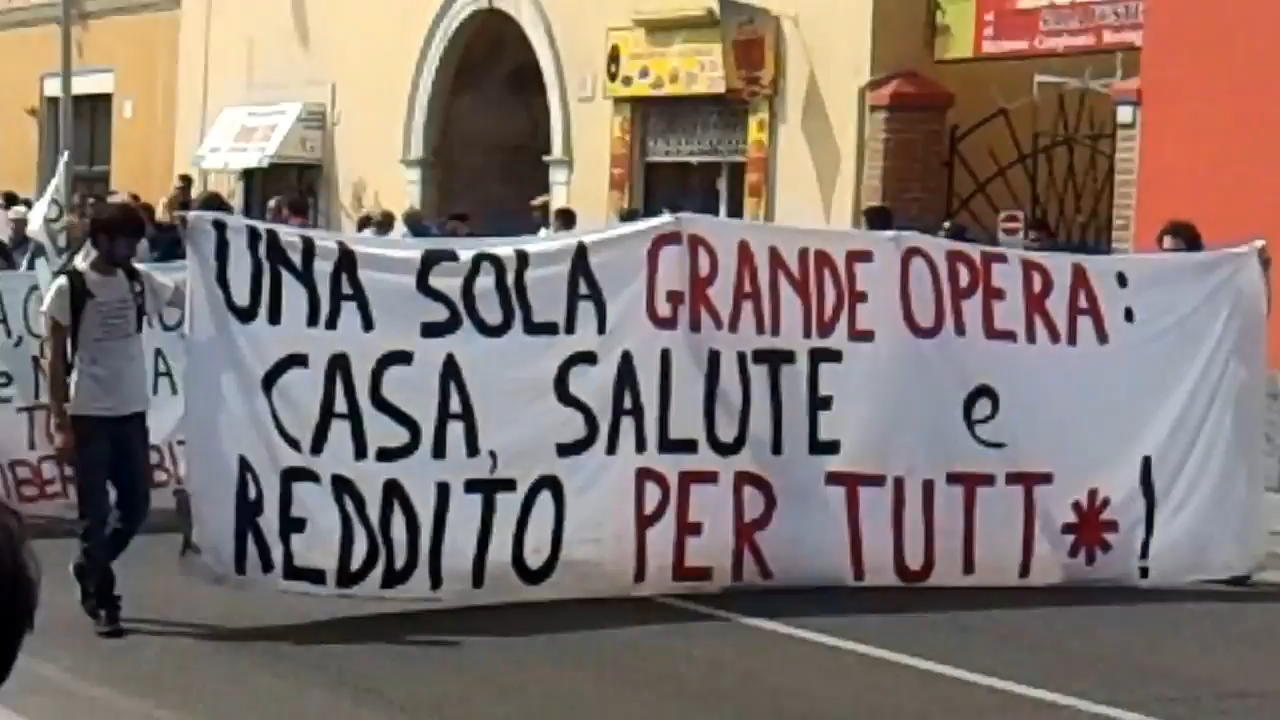 UNA SOLA GRANDE OPERA:
CASA, SALUTE e
REDDITO PER TUTT*!